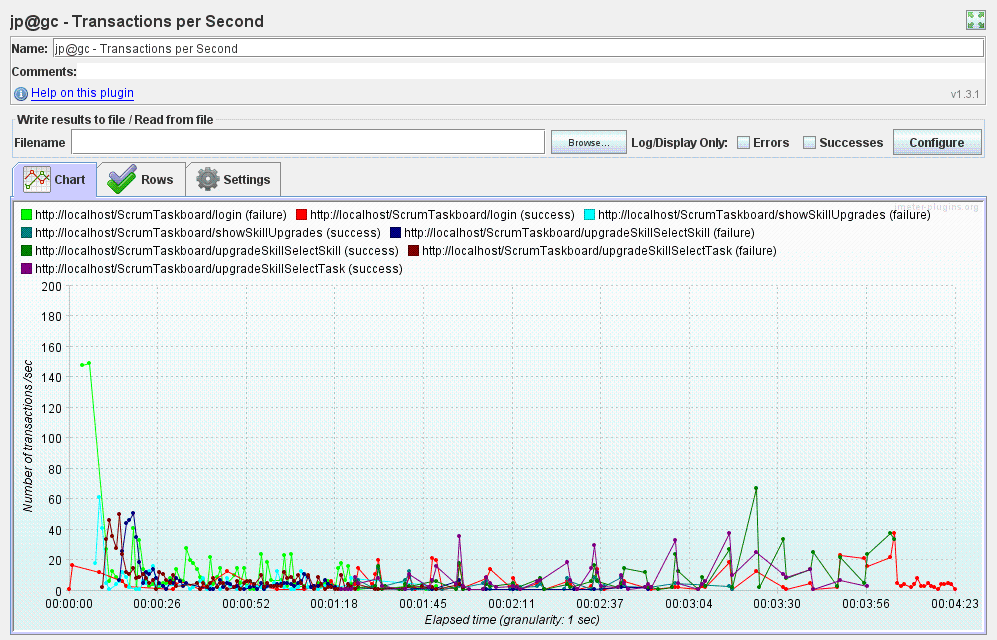 jp@gc - Transactions per Second
Name: jp@gc - Transactions per Second
Comments:
Help on this plugin
v1.3.1
Write results to file / Read from file
Filename Browse... Log/Display Only: Errors Successes Configure
Chart Rows Settings
jmeter-plugins.org
http://localhost/ScrumTaskboard/login (failure) http://localhost/ScrumTaskboard/login (success) http://localhost/ScrumTaskboard/showSkillUpgrades (failure)
http://localhost/ScrumTaskboard/showSkillUpgrades (success) http://localhost/ScrumTaskboard/upgradeSkillSelectSkill (failure)
http://localhost/ScrumTaskboard/upgradeSkillSelectSkill (success) http://localhost/ScrumTaskboard/upgradeSkillSelectTask (failure)
http://localhost/ScrumTaskboard/upgradeSkillSelectTask (success)
200
180
160
140
120
100
80
60
40
20
0
Number of transactions /sec
00:00:00 00:00:26 00:00:52 00:01:18 00:01:45 00:02:11 00:02:37 00:03:04 00:03:30 00:03:56 00:04:23
Elapsed time (granularity: 1 sec)